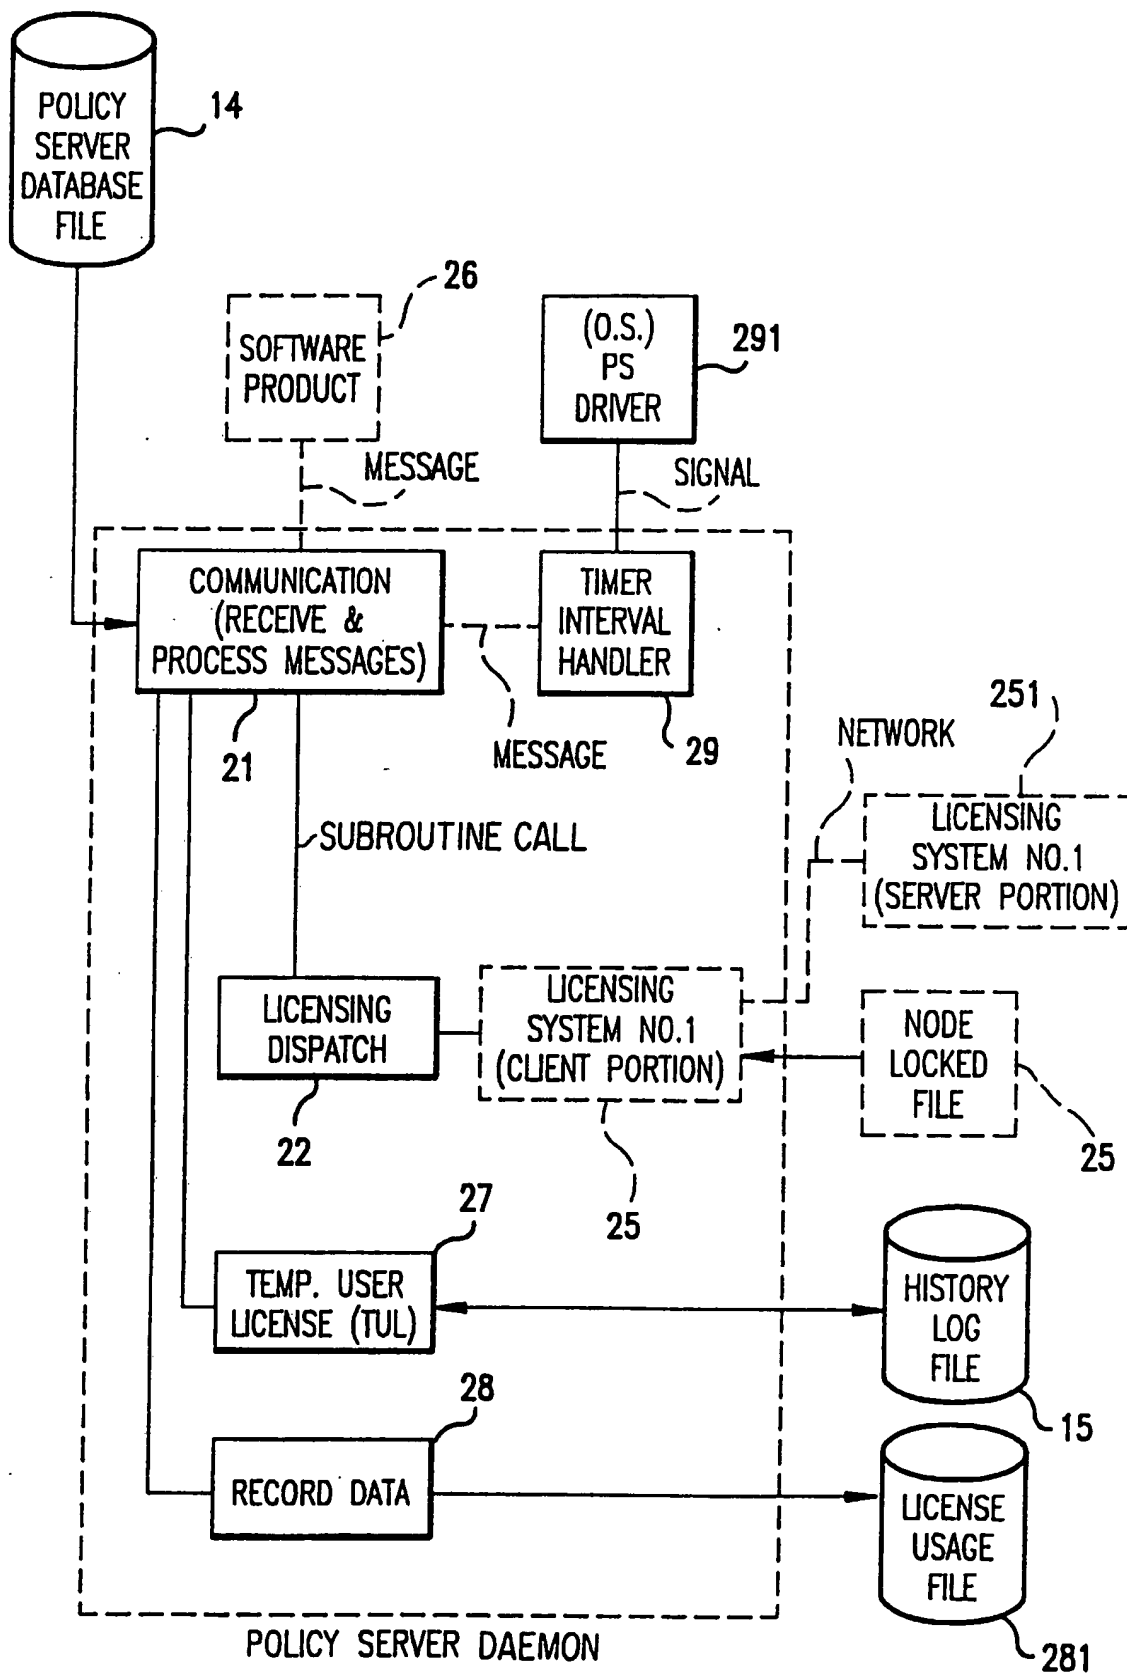 POLICY
SERVER
DATABASE
FILE
14
SOFTWARE
PRODUCT
26
(O.S.)
PS
DRIVER
291
MESSAGE
SIGNAL
COMMUNICATION
(RECEIVE &
PROCESS MESSAGES)
21
TIMER
INTERVAL
HANDLER
29
MESSAGE
SUBROUTINE CALL
NETWORK
251
LICENSING
SYSTEM NO.1
(SERVER PORTION)
LICENSING
DISPATCH
22
LICENSING
SYSTEM NO.1
(CLIENT PORTION)
25
NODE
LOCKED
FILE
25
TEMP. USER
LICENSE (TUL)
27
HISTORY
LOG
FILE
15
RECORD DATA
28
LICENSE
USAGE
FILE
281
POLICY SERVER DAEMON